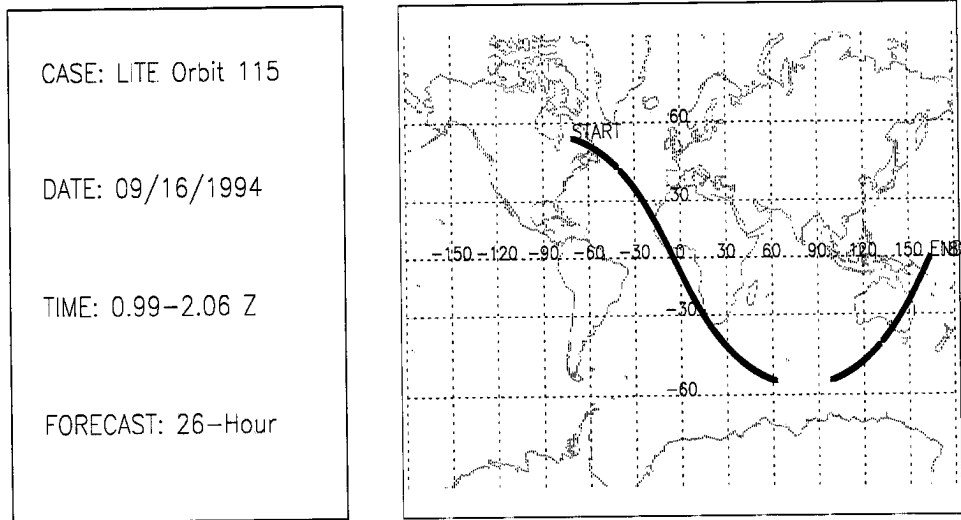 CASE: LITE Orbit 115
DATE: 09/16/1994
TIME: 0.99-2.06 Z
FORECAST: 26-Hour
60
START
30
-150 -120 -90 -60 -30 0 30 60 90 120 150 END
-30
-60